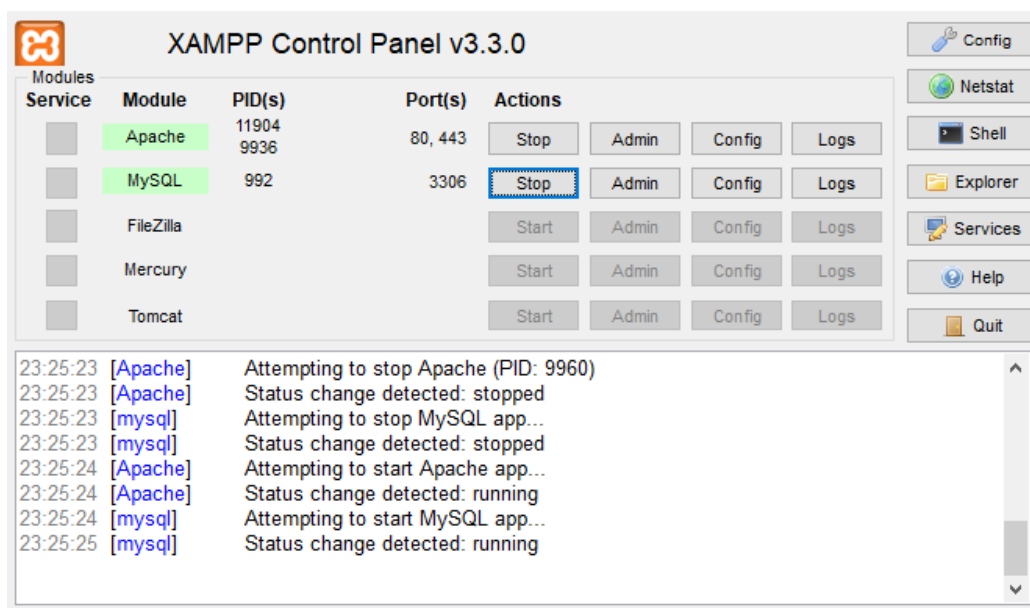 XAMPP Control Panel v3.3.0
Config
Netstat
Shell
Explorer
Services
Help
Quit
Modules
Service Module PID(s) Port(s) Actions
Apache 11904 9936 80, 443 Stop Admin Config Logs
MySQL 992 3306 Stop Admin Config Logs
FileZilla Start Admin Config Logs
Mercury Start Admin Config Logs
Tomcat Start Admin Config Logs
23:25:23 [Apache] Attempting to stop Apache (PID: 9960)
23:25:23 [Apache] Status change detected: stopped
23:25:23 [mysql] Attempting to stop MySQL app...
23:25:23 [mysql] Status change detected: stopped
23:25:24 [Apache] Attempting to start Apache app...
23:25:24 [Apache] Status change detected: running
23:25:24 [mysql] Attempting to start MySQL app...
23:25:25 [mysql] Status change detected: running